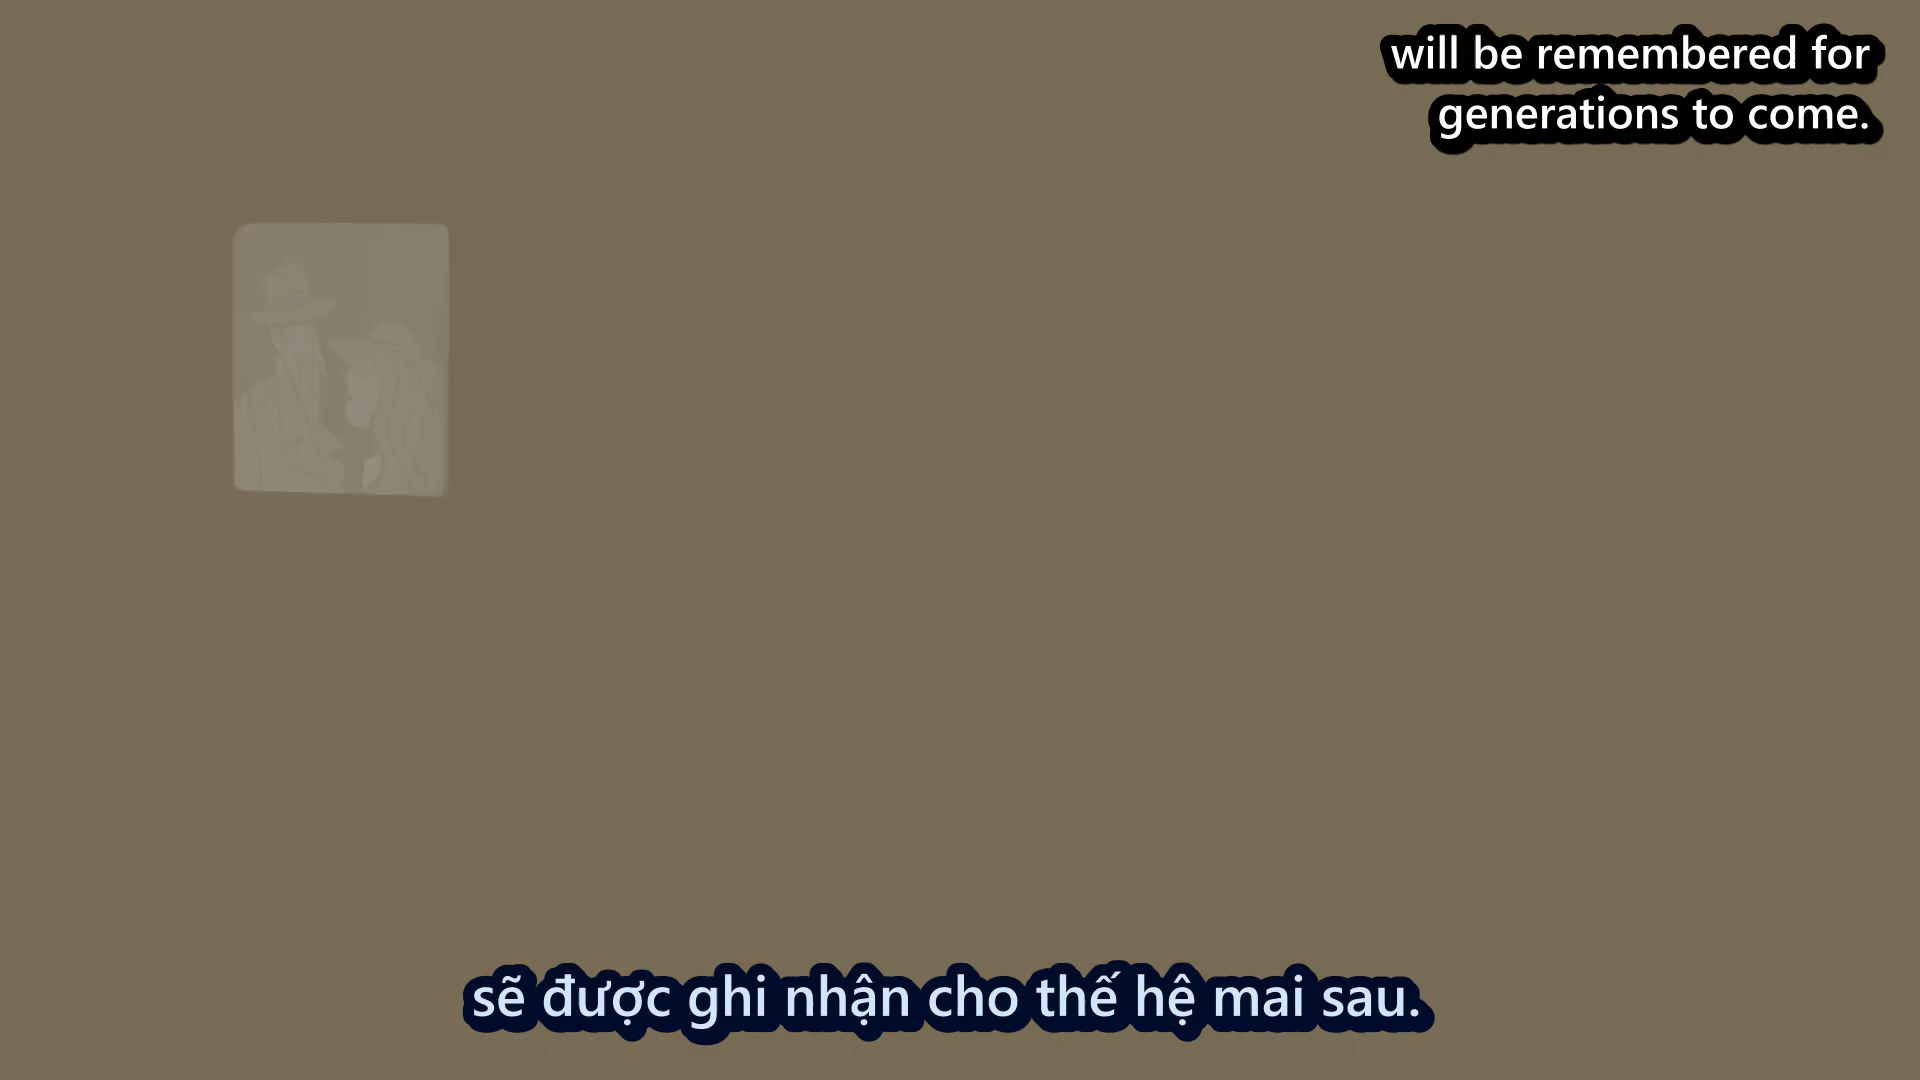 will be remembered for
generations to come.
sẽ được ghi nhận cho thế hệ mai sau.